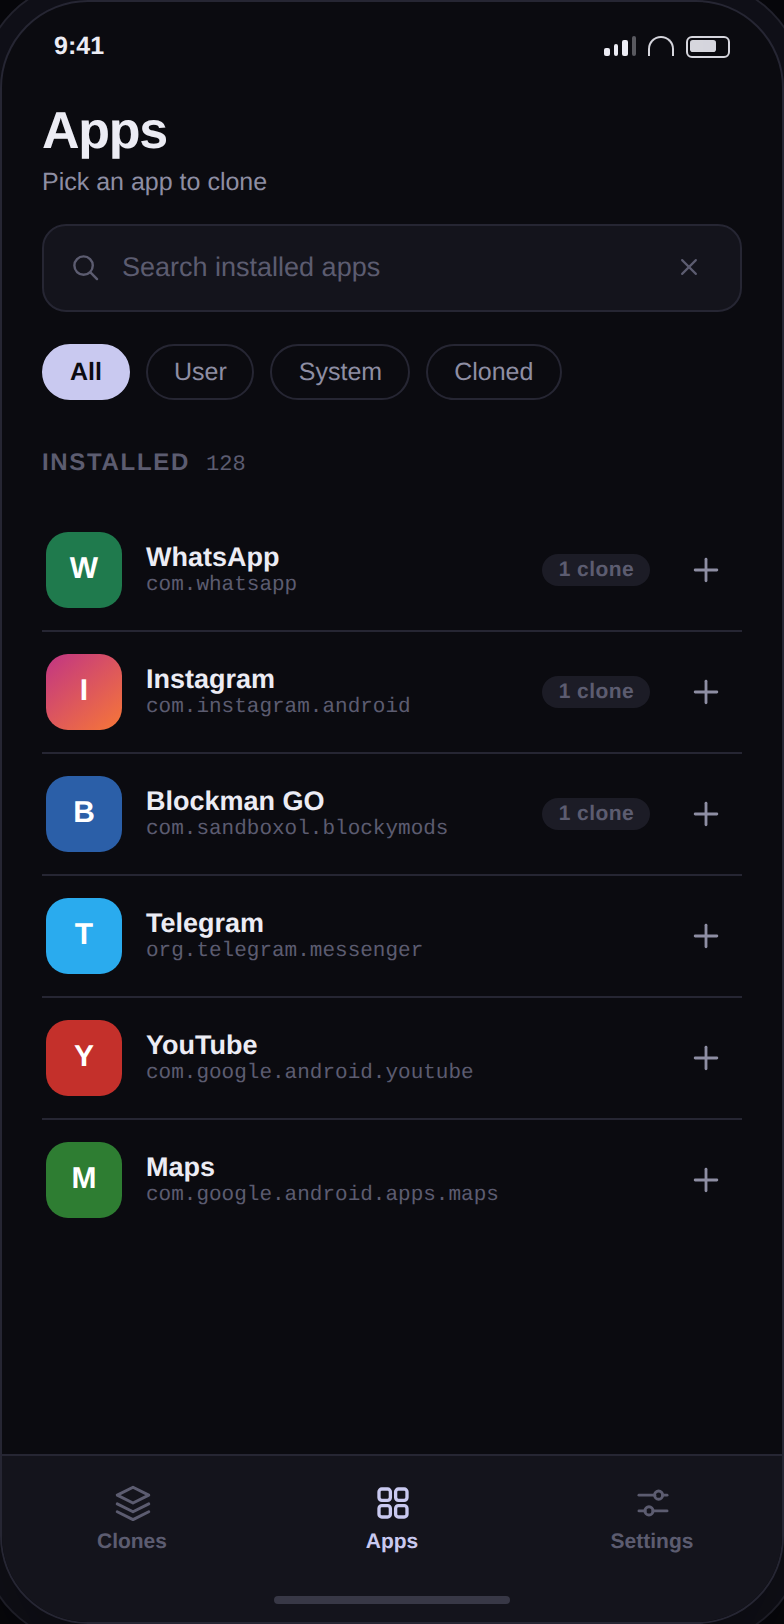 9:41
Apps
Pick an app to clone
Search installed apps
All User System Cloned
INSTALLED 128
W WhatsApp 1 clone
com.whatsapp
I Instagram 1 clone
com.instagram.android
B Blockman GO 1 clone
com.sandboxol.blockymods
T Telegram
org.telegram.messenger
Y YouTube
com.google.android.youtube
M Maps
com.google.android.apps.maps
Clones Apps Settings